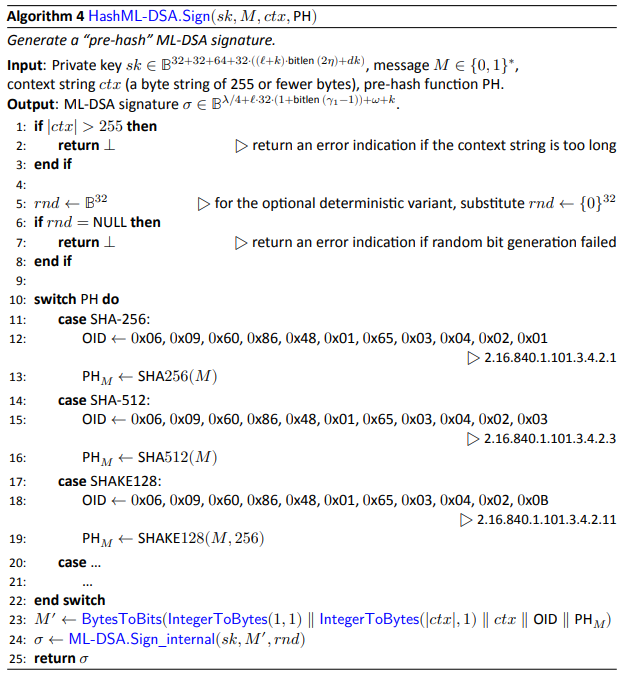 Algorithm 4 HashML-DSA.Sign(sk, M, ctx, PH)
Generate a “pre-hash” ML-DSA signature.
Input: Private key sk ∈ 𝔹^{32+32+64+32·((ℓ+k)·bitlen (2η)+dk)}, message M ∈ {0, 1}^*,
context string ctx (a byte string of 255 or fewer bytes), pre-hash function PH.
Output: ML-DSA signature σ ∈ 𝔹^{λ/4+ℓ·32·(1+bitlen (γ_1−1))+ω+k}.
1: if |ctx| > 255 then
2: return ⊥ ▷ return an error indication if the context string is too long
3: end if
4:
5: rnd ← 𝔹^{32} ▷ for the optional deterministic variant, substitute rnd ← {0}^{32}
6: if rnd = NULL then
7: return ⊥ ▷ return an error indication if random bit generation failed
8: end if
9:
10: switch PH do
11: case SHA-256:
12: OID ← 0x06, 0x09, 0x60, 0x86, 0x48, 0x01, 0x65, 0x03, 0x04, 0x02, 0x01
▷ 2.16.840.1.101.3.4.2.1
13: PH_M ← SHA256(M)
14: case SHA-512:
15: OID ← 0x06, 0x09, 0x60, 0x86, 0x48, 0x01, 0x65, 0x03, 0x04, 0x02, 0x03
▷ 2.16.840.1.101.3.4.2.3
16: PH_M ← SHA512(M)
17: case SHAKE128:
18: OID ← 0x06, 0x09, 0x60, 0x86, 0x48, 0x01, 0x65, 0x03, 0x04, 0x02, 0x0B
▷ 2.16.840.1.101.3.4.2.11
19: PH_M ← SHAKE128(M, 256)
20: case ...
21: ...
22: end switch
23: M′ ← BytesToBits(IntegerToBytes(1, 1) ∥ IntegerToBytes(|ctx|, 1) ∥ ctx ∥ OID ∥ PH_M)
24: σ ← ML-DSA.Sign_internal(sk, M′, rnd)
25: return σ